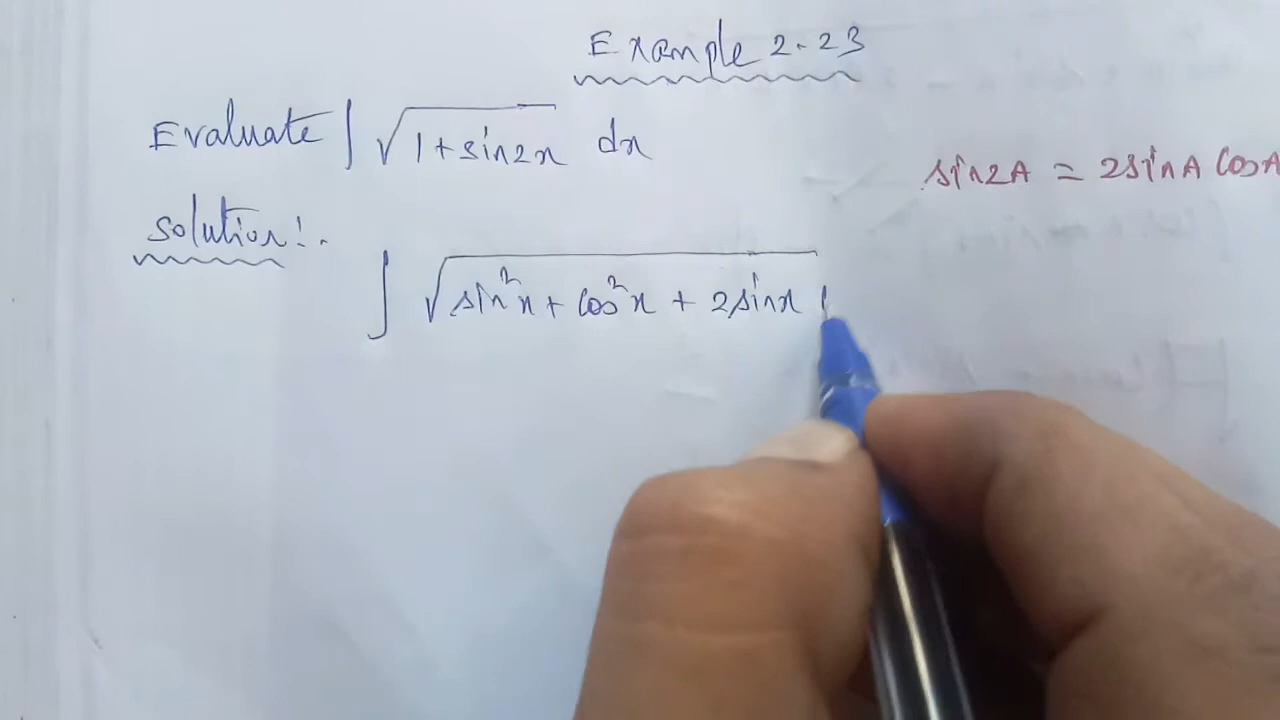 Example 2.23
Evaluate ∫ √(1+sin2x) dx
sin2A = 2sinA cosA
solution:.
∫ √(sin²x + cos²x + 2sinx